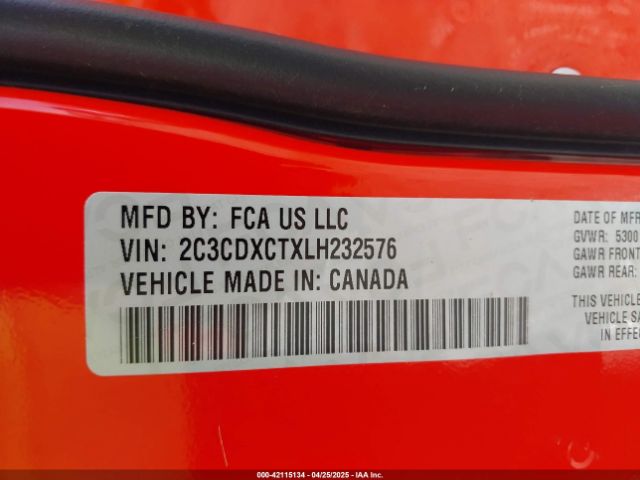 MFD BY: FCA US LLC
VIN: 2C3CDXCTXLH232576
VEHICLE MADE IN: CANADA
DATE OF MFR
GVWR: 5300
GAWR FRONT
GAWR REAR:
THIS VEHICLE
VEHICLE SA
IN EFFE
000-42115134 - 04/25/2025 - IAA Inc.